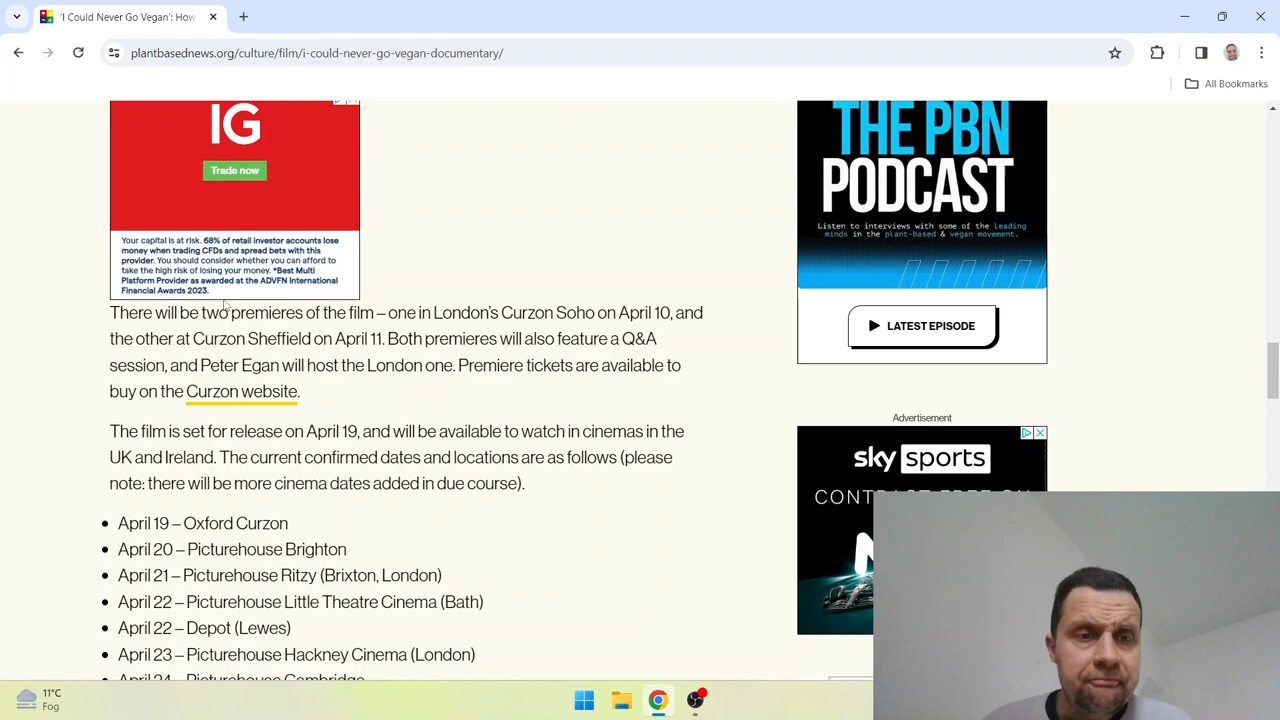 'I Could Never Go Vegan': How
plantbasednews.org/culture/film/i-could-never-go-vegan-documentary/
All Bookmarks
IG
Trade now
Your capital is at risk. 68% of retail investor accounts lose
money when trading CFDs and spread bets with this
provider. You should consider whether you can afford to
take the high risk of losing your money. *Best Multi
Platform Provider as awarded at the ADVFN International
Financial Awards 2023.
There will be two premieres of the film – one in London's Curzon Soho on April 10, and
the other at Curzon Sheffield on April 11. Both premieres will also feature a Q&A
session, and Peter Egan will host the London one. Premiere tickets are available to
buy on the Curzon website.
The film is set for release on April 19, and will be available to watch in cinemas in the
UK and Ireland. The current confirmed dates and locations are as follows (please
note: there will be more cinema dates added in due course).
April 19 – Oxford Curzon
April 20 – Picturehouse Brighton
April 21 – Picturehouse Ritzy (Brixton, London)
April 22 – Picturehouse Little Theatre Cinema (Bath)
April 22 – Depot (Lewes)
April 23 – Picturehouse Hackney Cinema (London)
April 24 – Picturehouse Cambridge
THE PBN
PODCAST
Listen to interviews with some of the leading
minds in the plant-based & vegan movement.
LATEST EPISODE
Advertisement
sky sports
11°C
Fog